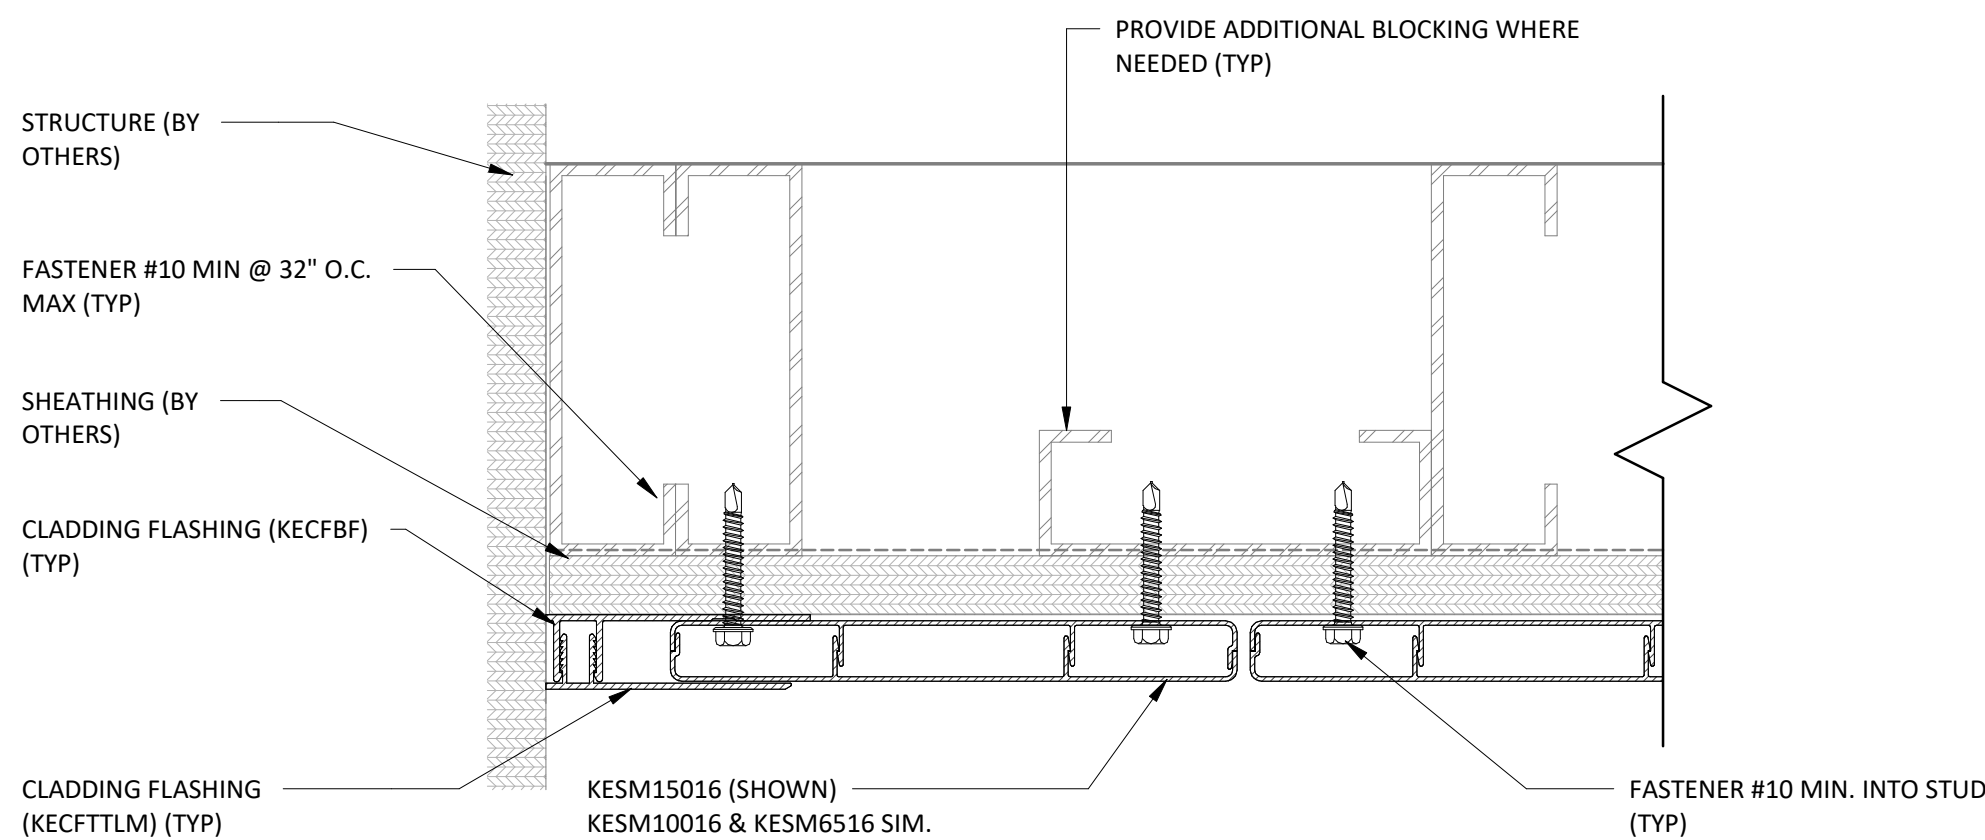 PROVIDE ADDITIONAL BLOCKING WHERE
NEEDED (TYP)
STRUCTURE (BY
OTHERS)
FASTENER #10 MIN @ 32" O.C.
MAX (TYP)
SHEATHING (BY
OTHERS)
CLADDING FLASHING (KECFBF)
(TYP)
CLADDING FLASHING
(KECFTTLM) (TYP)
KESM15016 (SHOWN)
KESM10016 & KESM6516 SIM.
FASTENER #10 MIN. INTO STUD
(TYP)